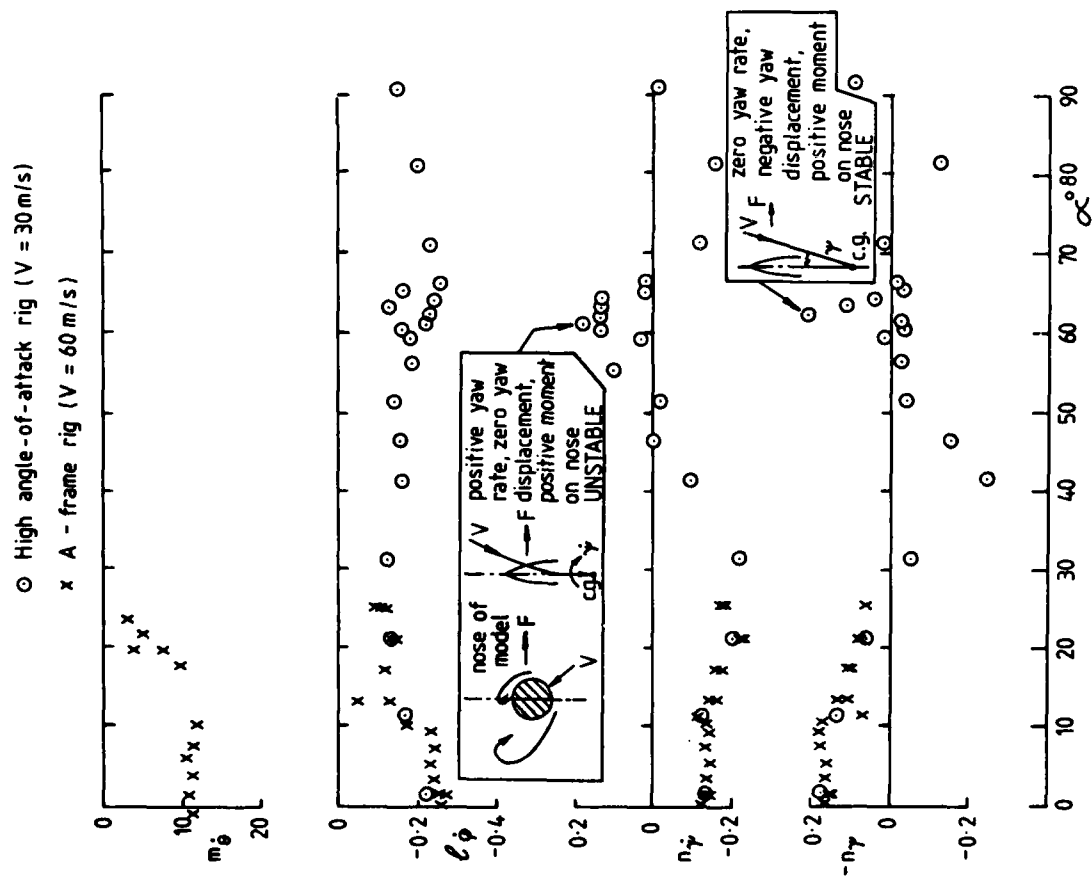 ⊙ High angle-of-attack rig (V = 30 m/s)
x A - frame rig (V = 60 m/s)
0
10
20
m_θ̇
0
-0·2
-0·4
ℓ_φ̇
nose of model
F
V
V
F
c.g.
ψ̇
positive yaw
rate, zero yaw
displacement,
positive moment
on nose
UNSTABLE
0·2
0
-0·2
n_ψ̇
zero yaw rate,
negative yaw
displacement,
positive moment
on nose
STABLE
V
F
ψ
c.g.
0·2
0
-0·2
-n_ψ
0
10
20
30
40
50
60
70
80
90
α°